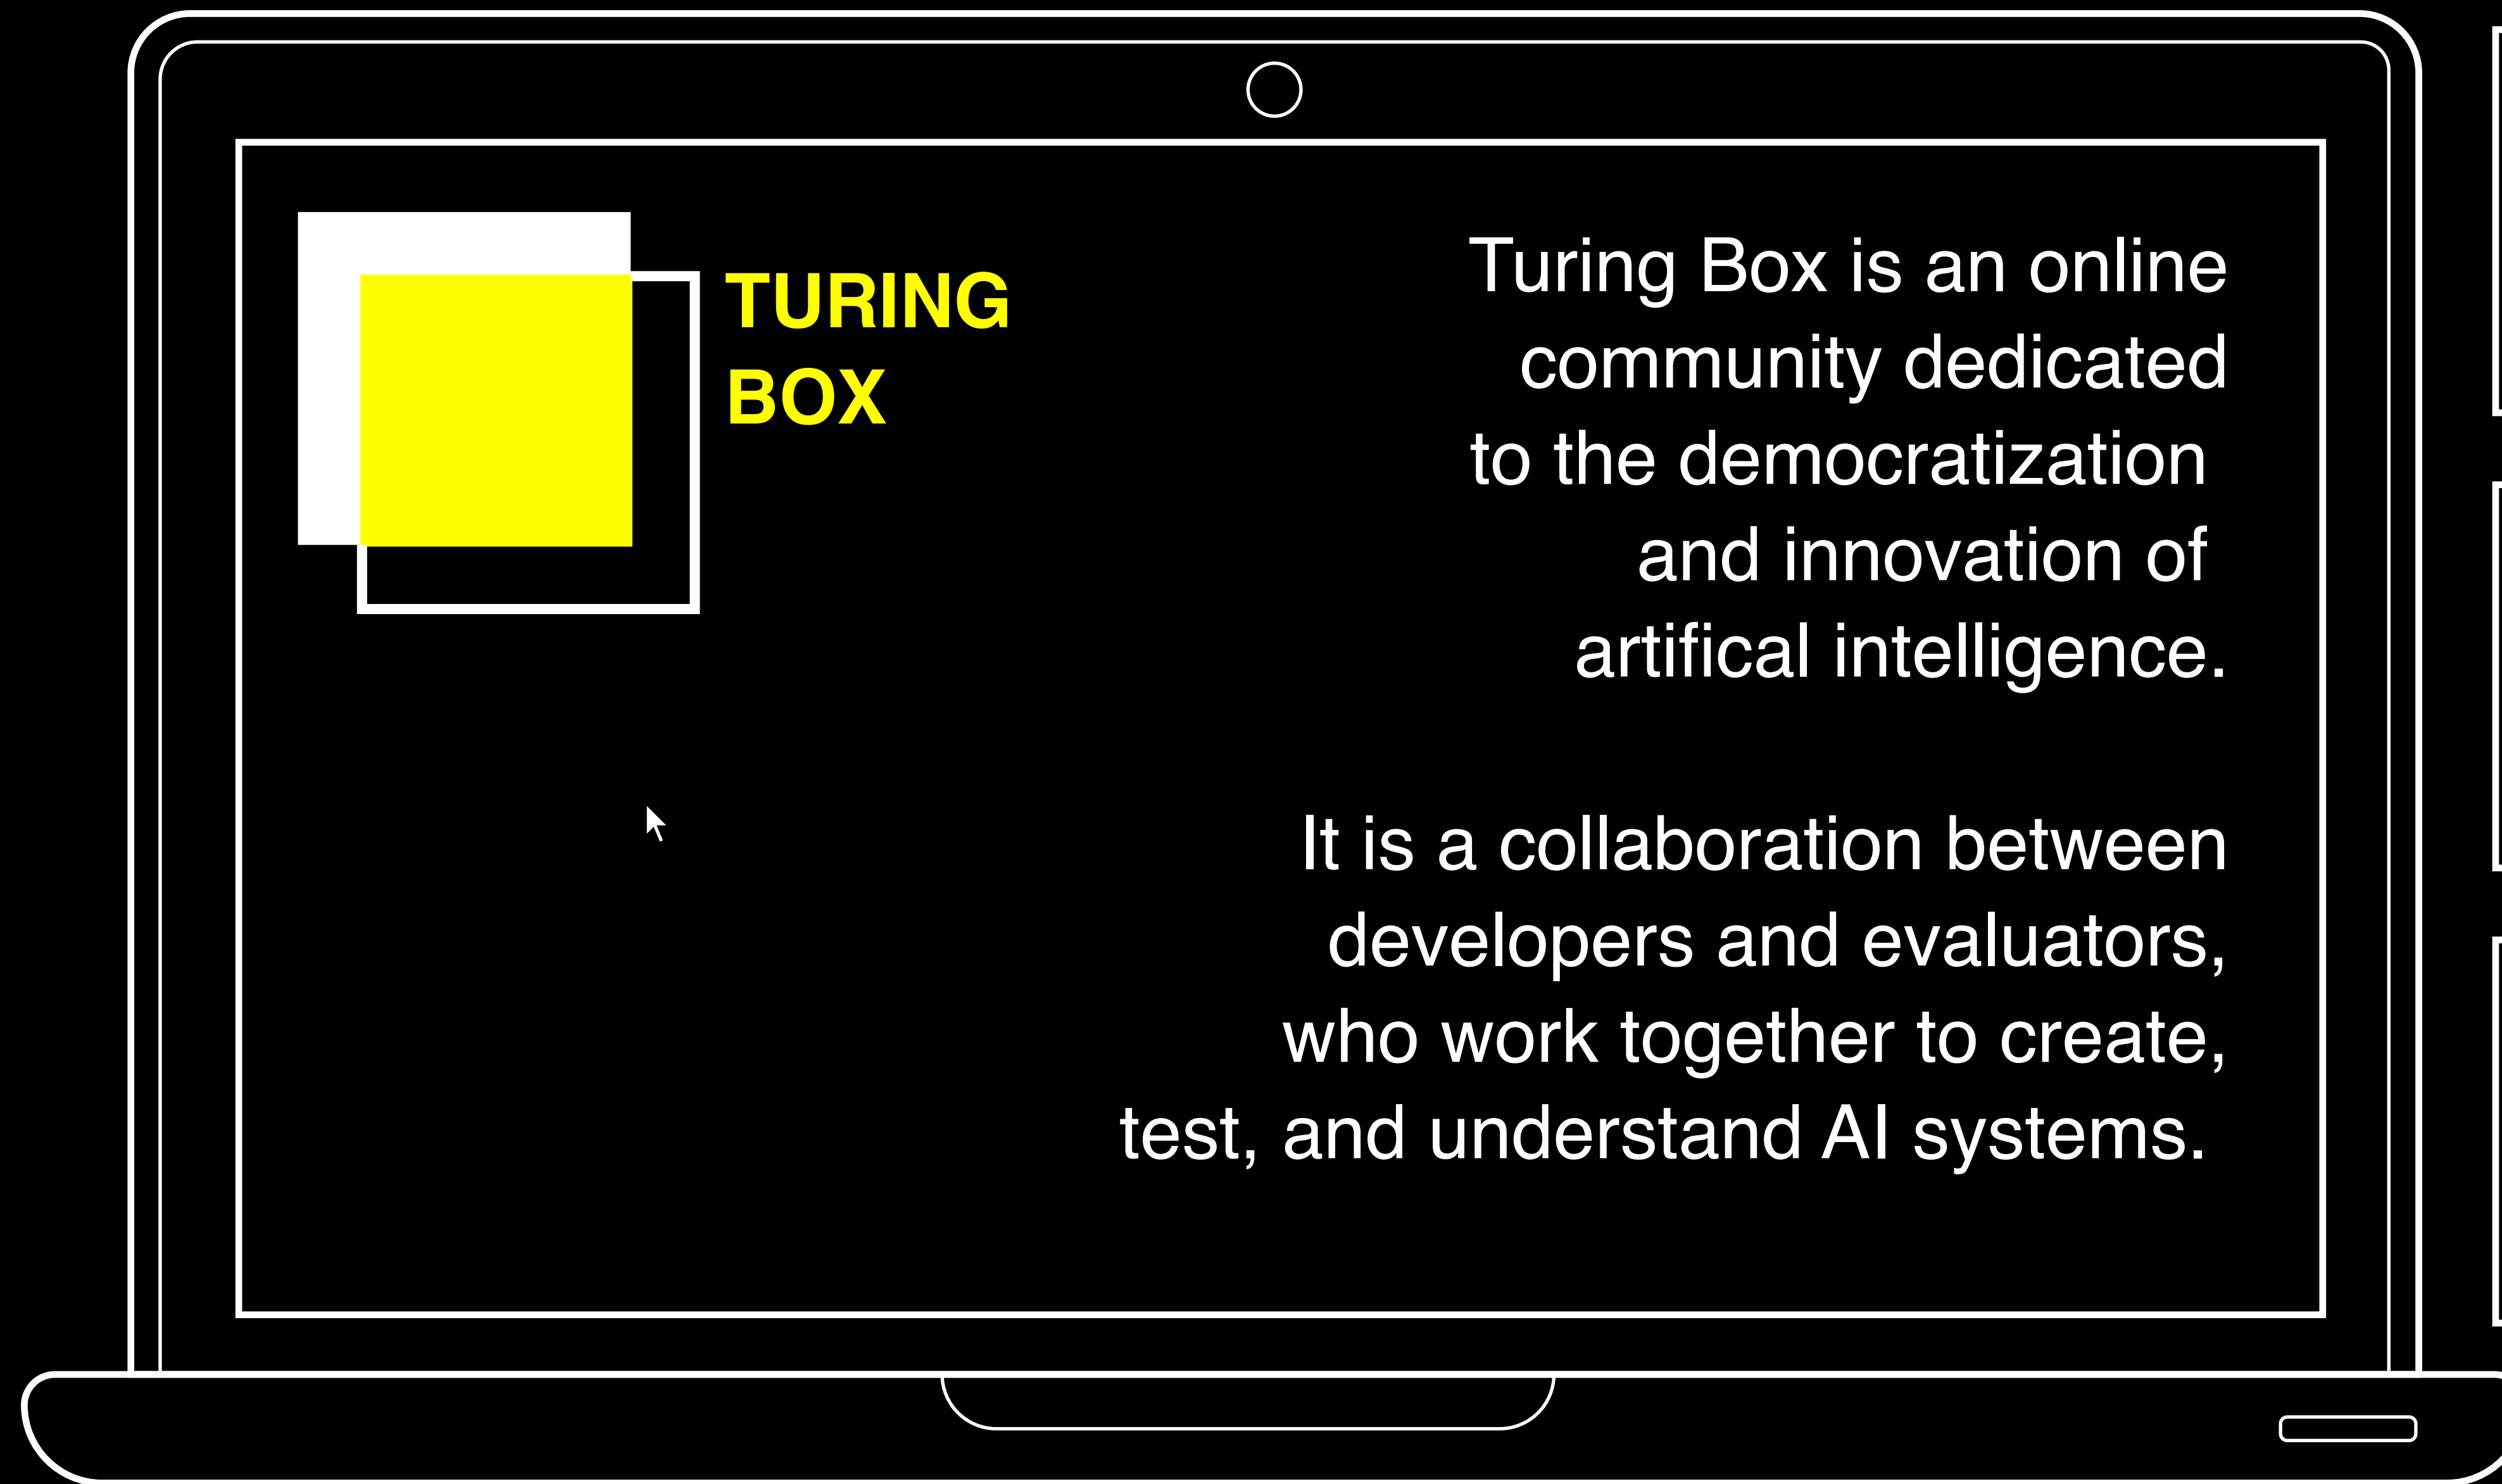 TURING
BOX
Turing Box is an online
community dedicated
to the democratization
and innovation of
artifical intelligence.
It is a collaboration between
developers and evaluators,
who work together to create,
test, and understand AI systems.